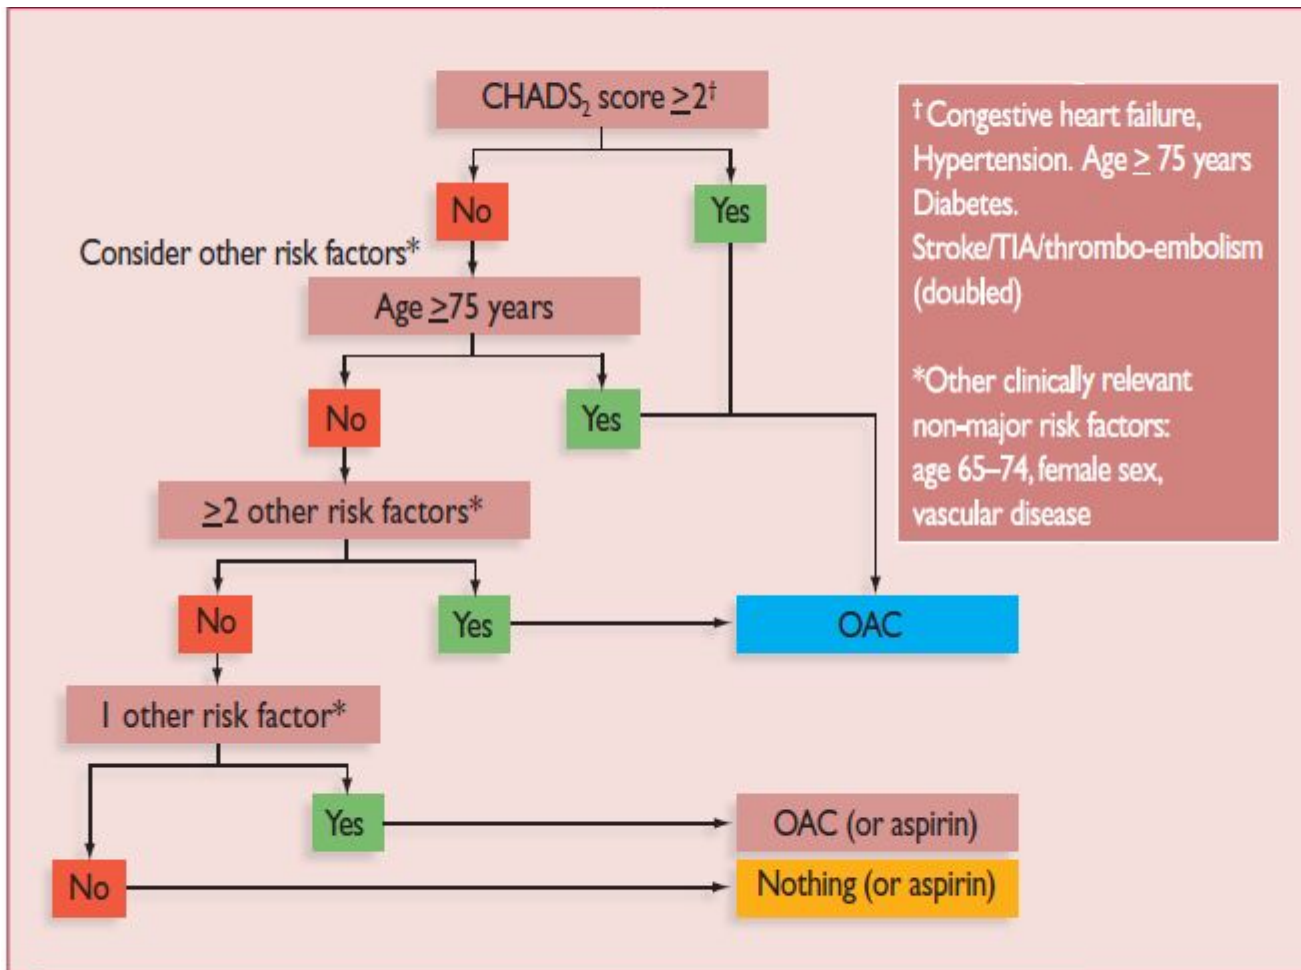 CHADS₂ score ≥2†
No
Yes
Consider other risk factors*
Age ≥75 years
No
Yes
≥2 other risk factors*
No
Yes
OAC
1 other risk factor*
Yes
OAC (or aspirin)
No
Nothing (or aspirin)
† Congestive heart failure,
Hypertension. Age ≥ 75 years
Diabetes.
Stroke/TIA/thrombo-embolism
(doubled)
*Other clinically relevant
non-major risk factors:
age 65–74, female sex,
vascular disease